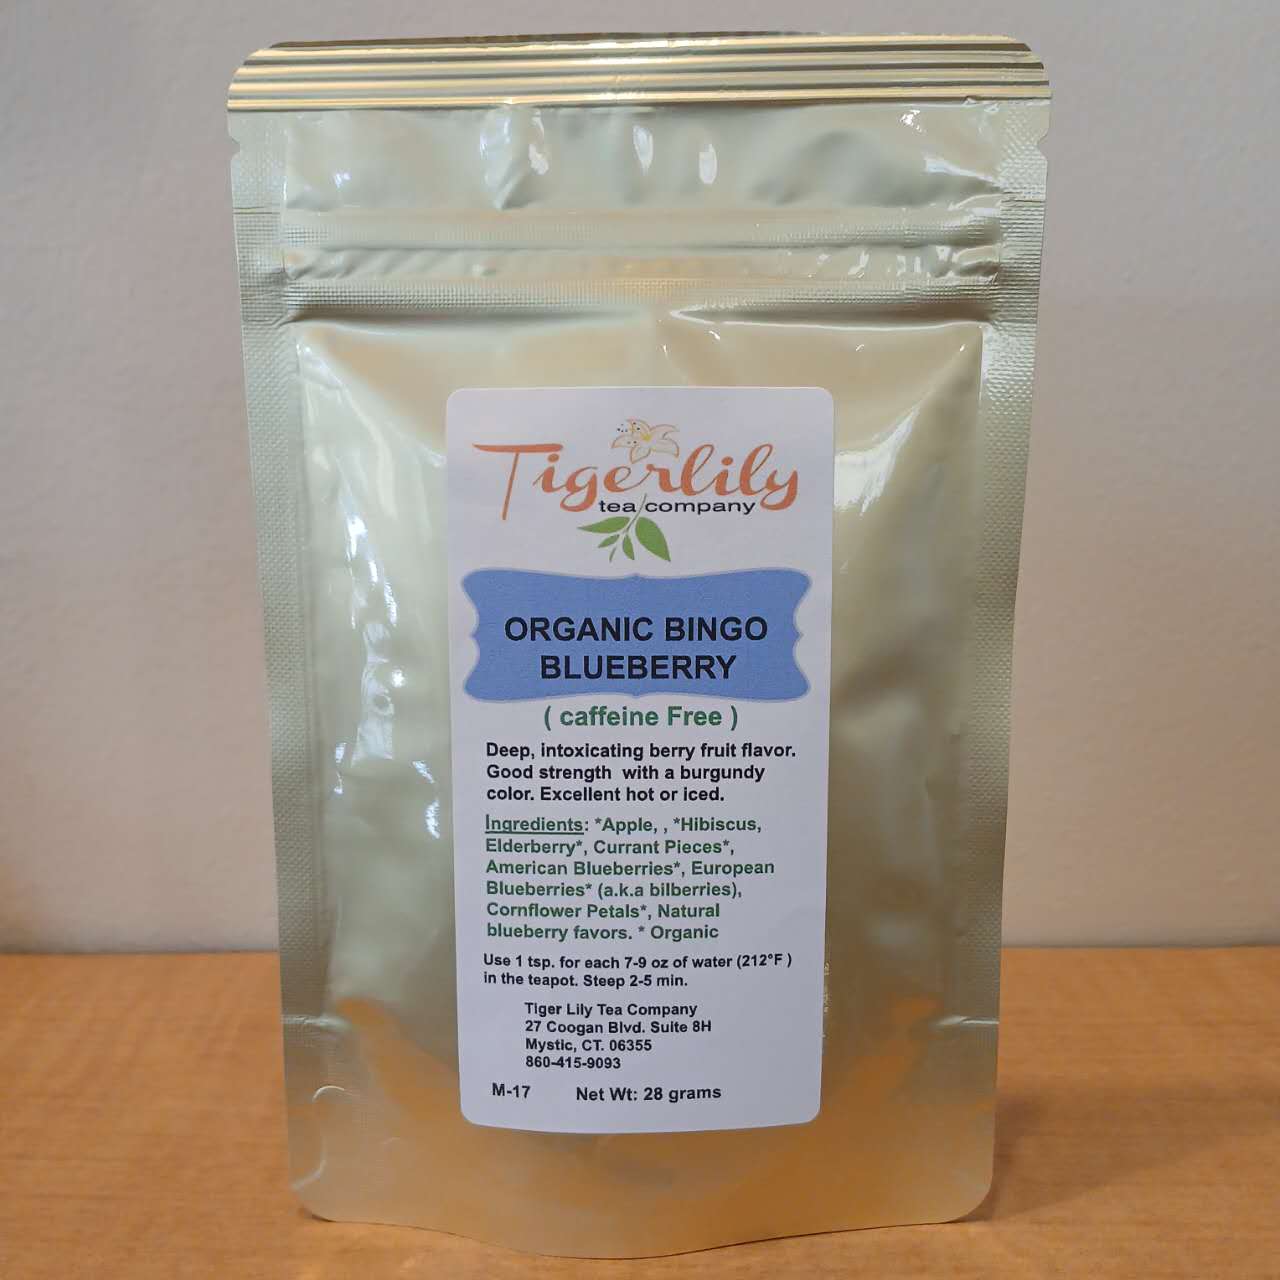 Tigerlily
tea company
ORGANIC BINGO
BLUEBERRY
( caffeine Free )
Deep, intoxicating berry fruit flavor.
Good strength  with a burgundy
color. Excellent hot or iced.
Ingredients: *Apple, , *Hibiscus,
Elderberry*, Currant Pieces*,
American Blueberries*, European
Blueberries* (a.k.a bilberries),
Cornflower Petals*, Natural
blueberry favors. * Organic
Use 1 tsp. for each 7-9 oz of water (212°F )
in the teapot. Steep 2-5 min.
Tiger Lily Tea Company
27 Coogan Blvd. Suite 8H
Mystic, CT. 06355
860-415-9093
M-17 Net Wt: 28 grams